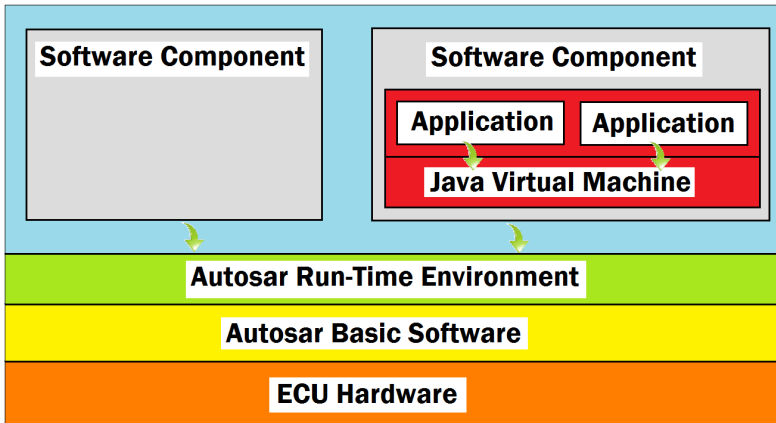 Software Component
Software Component
Application
Application
Java Virtual Machine
Autosar Run-Time Environment
Autosar Basic Software
ECU Hardware